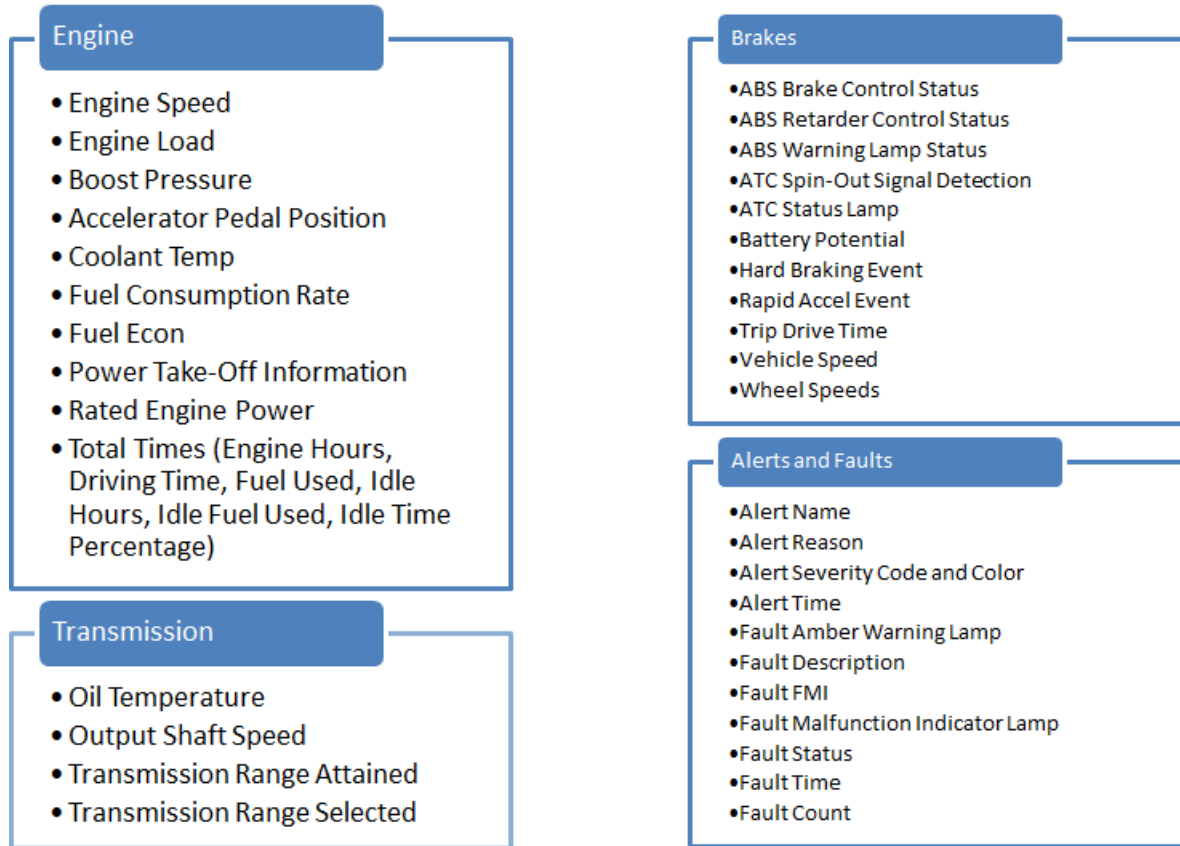 Engine
• Engine Speed
• Engine Load
• Boost Pressure
• Accelerator Pedal Position
• Coolant Temp
• Fuel Consumption Rate
• Fuel Econ
• Power Take-Off Information
• Rated Engine Power
• Total Times (Engine Hours,
Driving Time, Fuel Used, Idle
Hours, Idle Fuel Used, Idle Time
Percentage)
Transmission
• Oil Temperature
• Output Shaft Speed
• Transmission Range Attained
• Transmission Range Selected
Brakes
•ABS Brake Control Status
•ABS Retarder Control Status
•ABS Warning Lamp Status
•ATC Spin-Out Signal Detection
•ATC Status Lamp
•Battery Potential
•Hard Braking Event
•Rapid Accel Event
•Trip Drive Time
•Vehicle Speed
•Wheel Speeds
Alerts and Faults
•Alert Name
•Alert Reason
•Alert Severity Code and Color
•Alert Time
•Fault Amber Warning Lamp
•Fault Description
•Fault FMI
•Fault Malfunction Indicator Lamp
•Fault Status
•Fault Time
•Fault Count